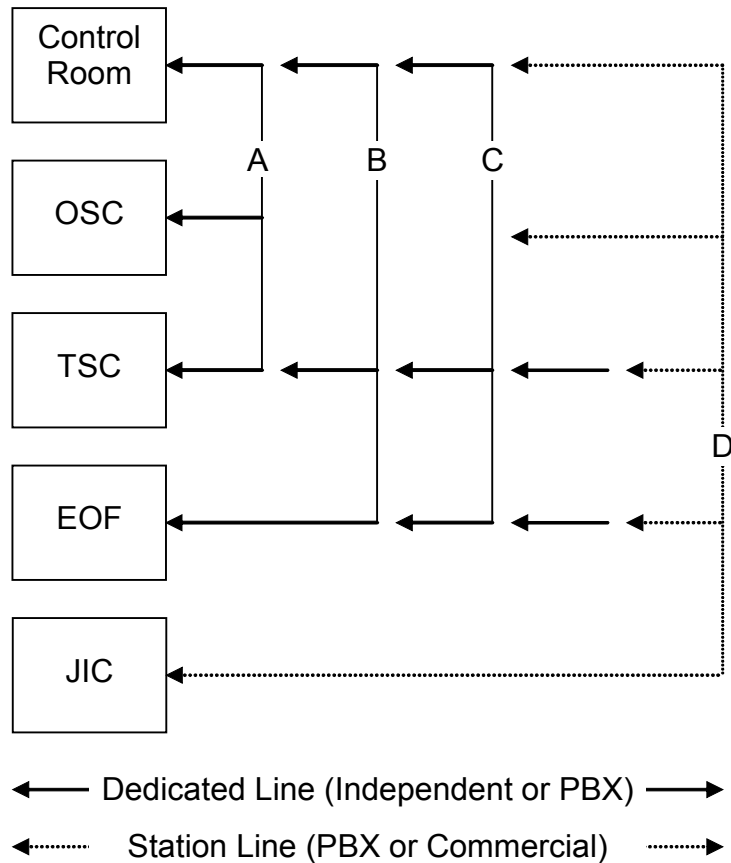 Control
Room
A
B
C
OSC
TSC
D
EOF
JIC
Dedicated Line (Independent or PBX)
Station Line (PBX or Commercial)